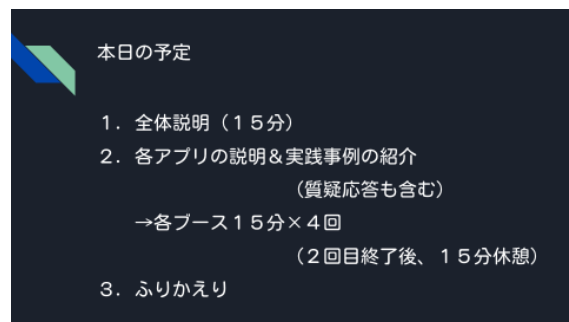 本日の予定
１．全体説明（１５分）
２．各アプリの説明＆実践事例の紹介
（質疑応答も含む）
→各ブース１５分×４回
（２回目終了後、１５分休憩）
３．ふりかえり